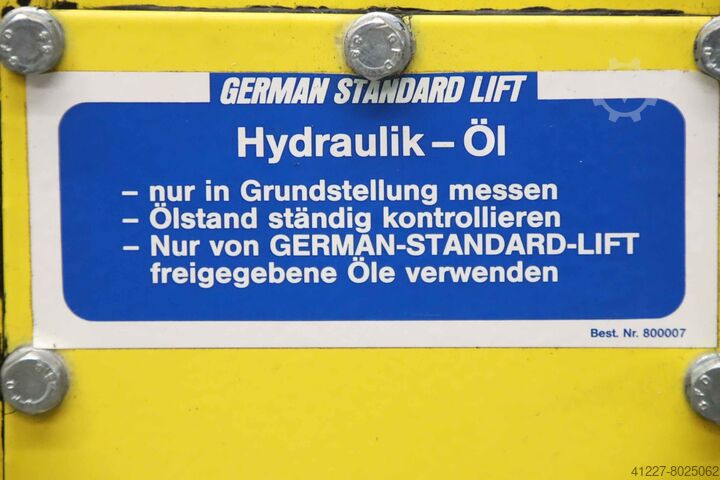 GERMAN STANDARD LIFT
Hydraulik – Öl
– nur in Grundstellung messen
– Ölstand ständig kontrollieren
– Nur von GERMAN-STANDARD-LIFT
freigegebene Öle verwenden
Best. Nr. 800007
41227-8025062